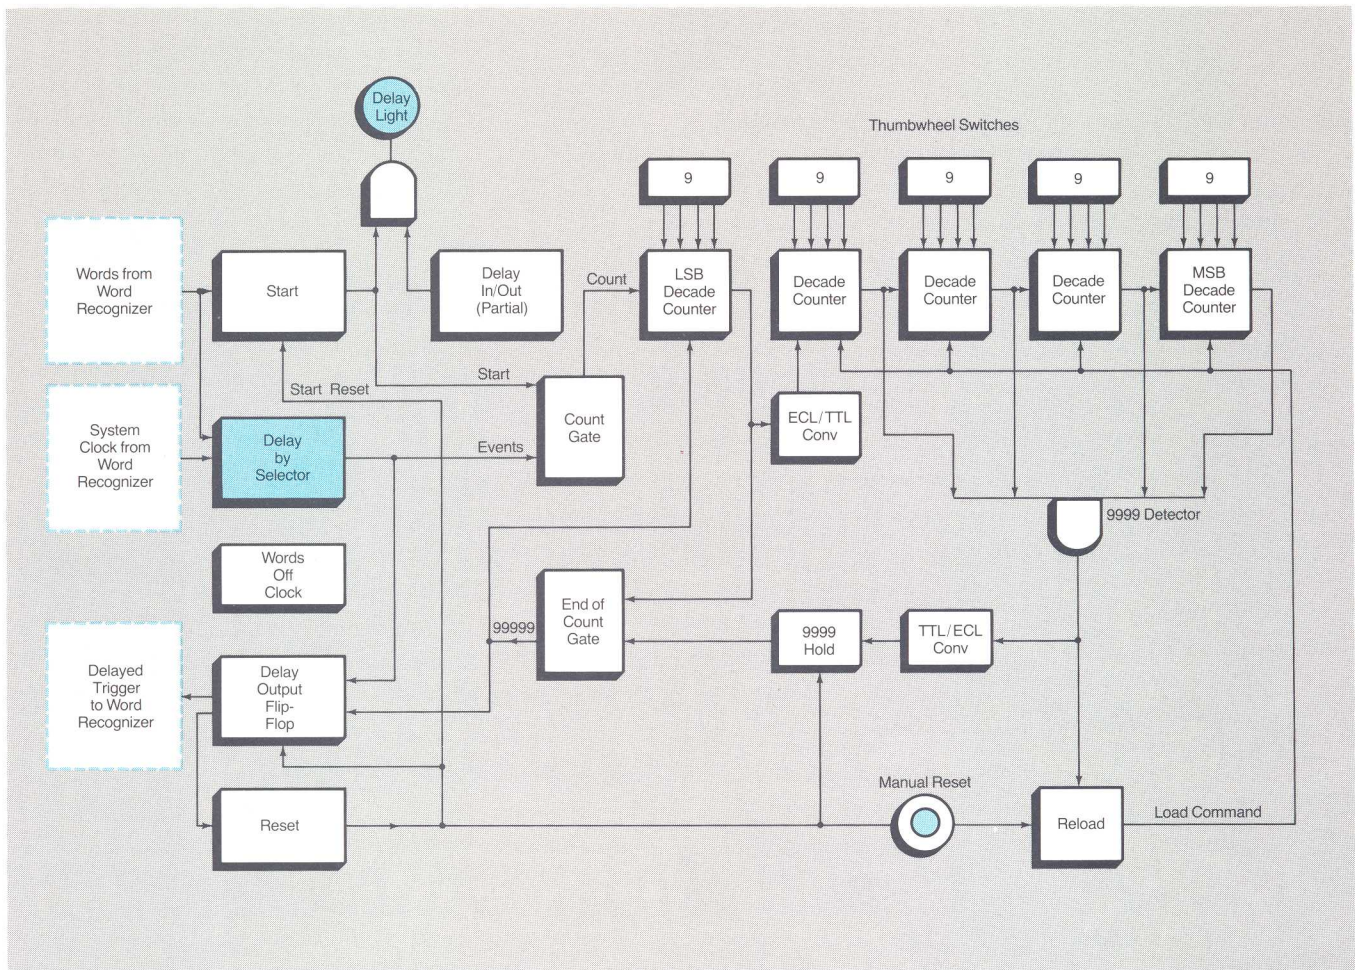 Delay
Light
Thumbwheel Switches
9
9
9
9
9
Words from
Word
Recognizer
Start
Delay
In/Out
(Partial)
Count
LSB
Decade
Counter
Decade
Counter
Decade
Counter
Decade
Counter
MSB
Decade
Counter
Start Reset
Start
System
Clock from
Word
Recognizer
Delay
by
Selector
Events
Count
Gate
ECL/TTL
Conv
9999 Detector
Words
Off
Clock
End of
Count
Gate
99999
9999
Hold
TTL/ECL
Conv
Delayed
Trigger
to Word
Recognizer
Delay
Output
Flip-
Flop
Manual Reset
Reset
Reload
Load Command